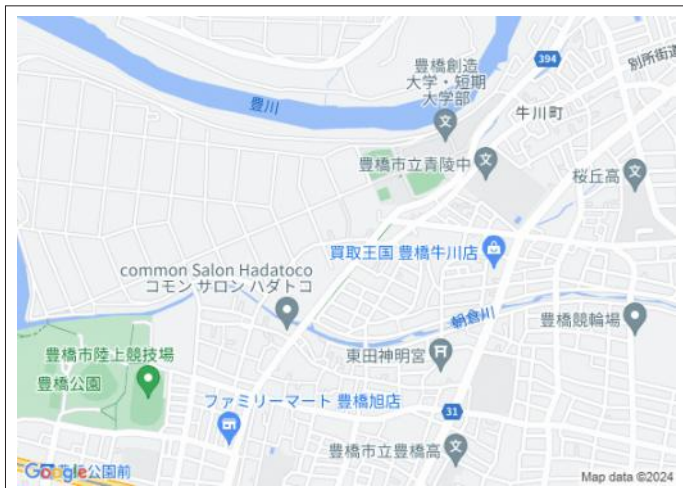 394
別所街道
豊橋創造
大学・短期
大学部
豊川
牛川町
豊橋市立青陵中
桜丘高
買取王国 豊橋牛川店
common Salon Hadatoco
コモン サロン ハダトコ
朝倉川
豊橋競輪場
豊橋市陸上競技場
東田神明宮
豊橋公園
ファミリーマート 豊橋旭店
31
豊橋市立豊橋高
Google
公園前
Map data ©2024